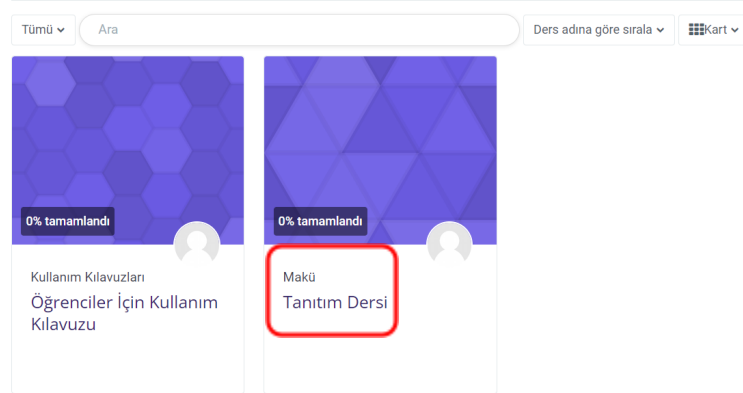 Tümü
Ara
Ders adına göre sırala
Kart
0% tamamlandı
Kullanım Kılavuzları
Öğrenciler İçin Kullanım
Kılavuzu
0% tamamlandı
Makü
Tanıtım Dersi